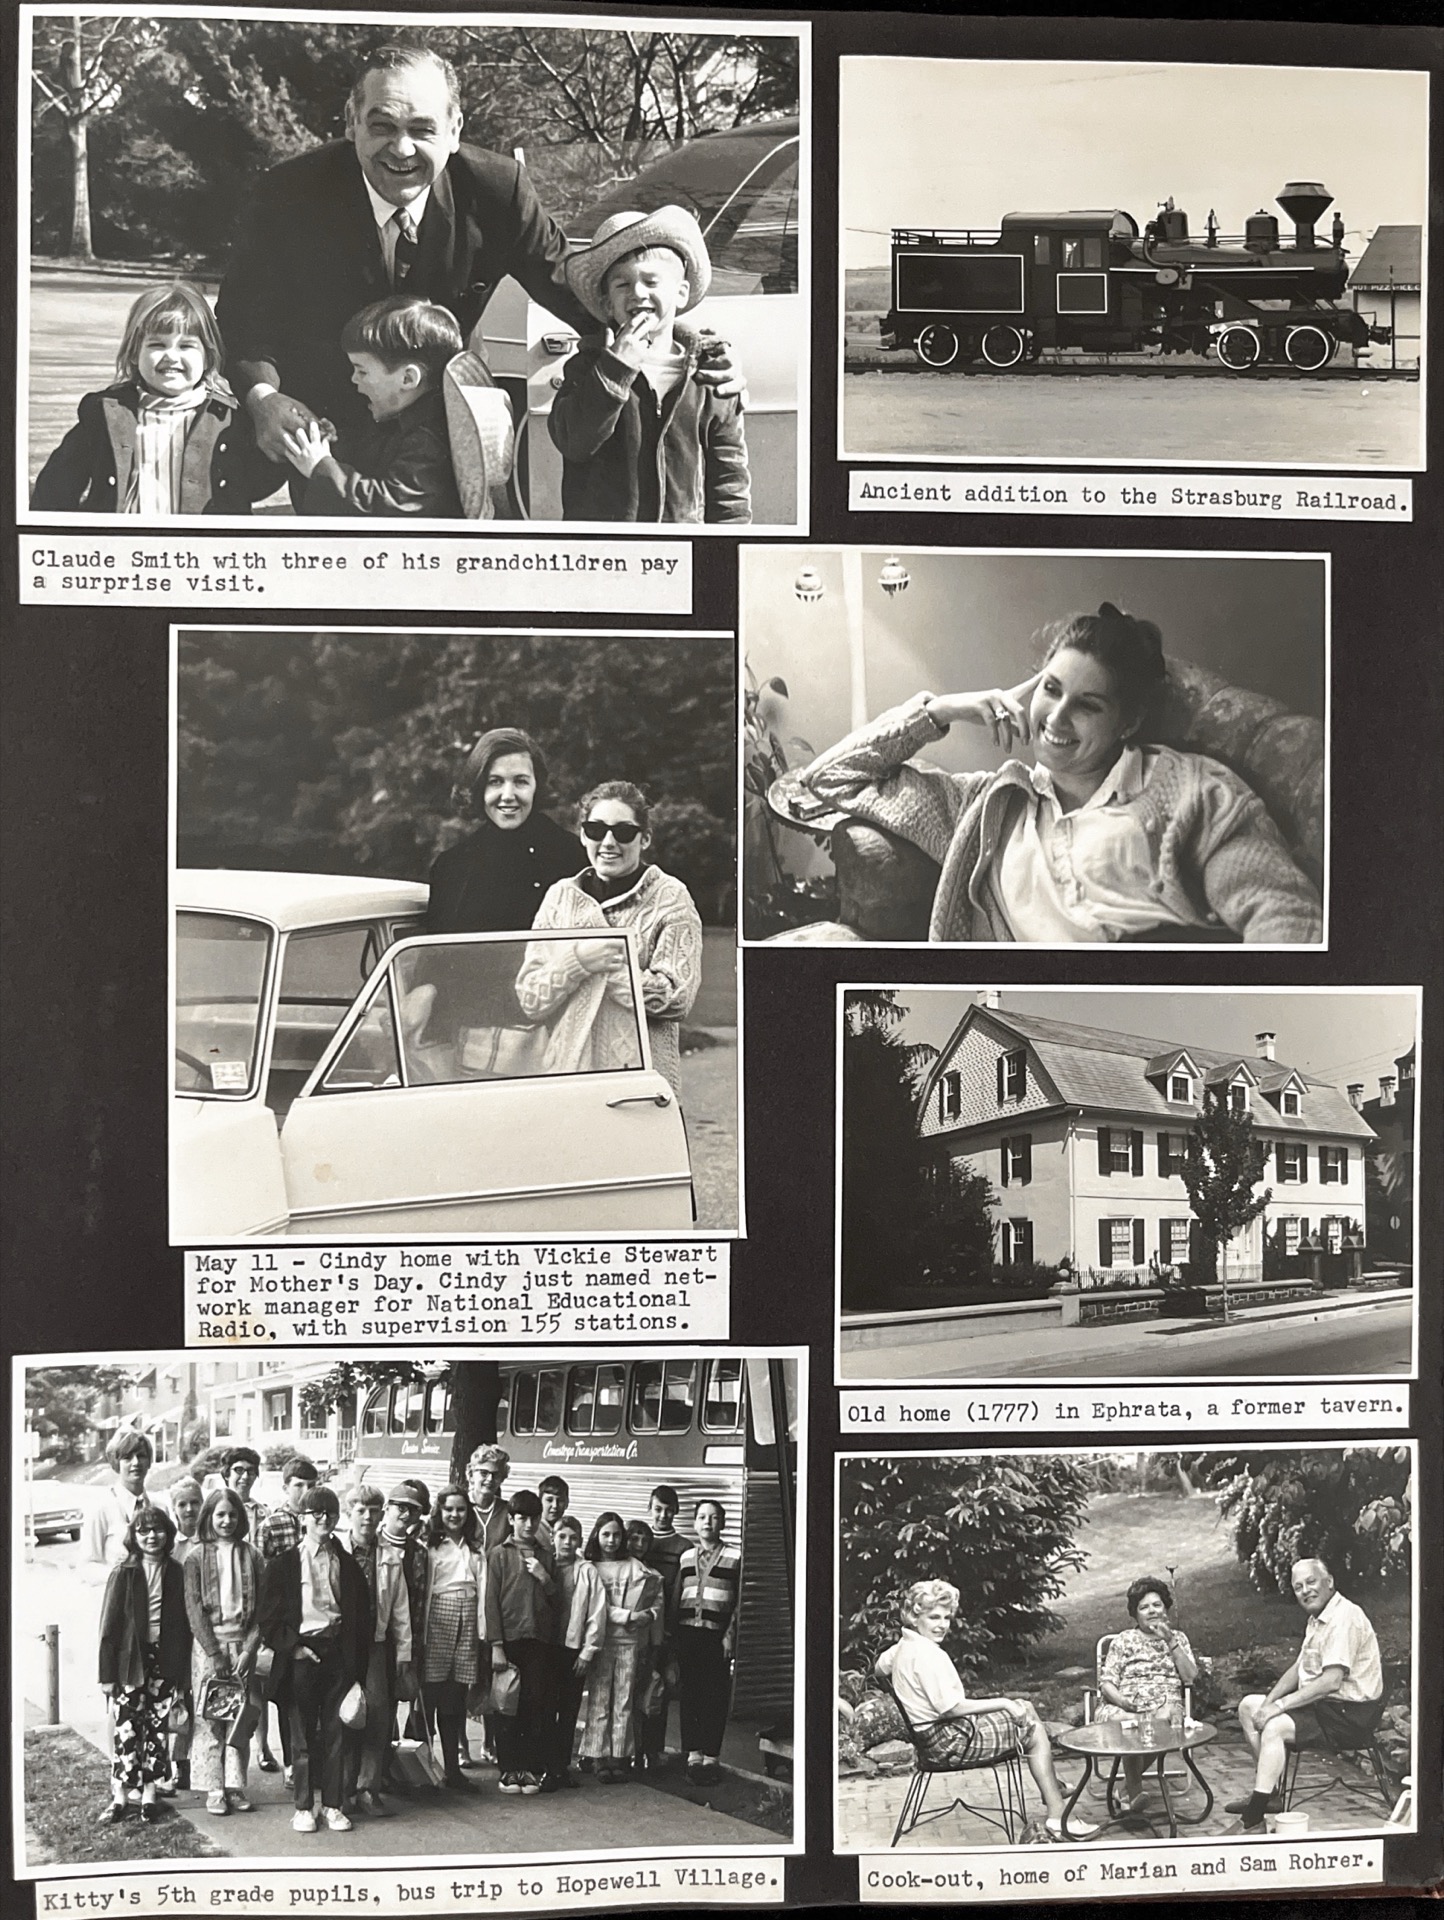 Claude Smith with three of his grandchildren pay
a surprise visit.
Ancient addition to the Strasburg Railroad.
May 11 - Cindy home with Vickie Stewart
for Mother's Day. Cindy just named net-
work manager for National Educational
Radio, with supervision 155 stations.
Old home (1777) in Ephrata, a former tavern.
Conestoga Transportation Co.
Kitty's 5th grade pupils, bus trip to Hopewell Village.
Cook-out, home of Marian and Sam Rohrer.